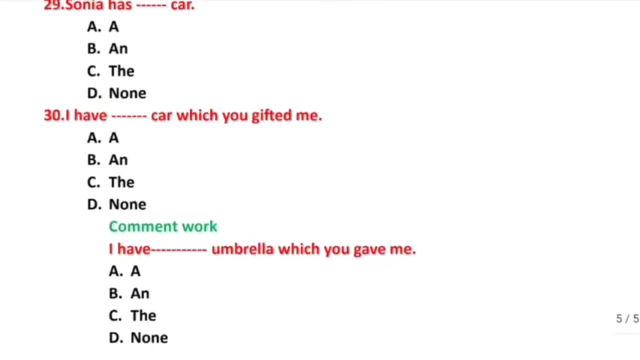 29.Sonia has ------ car.
A. A
B. An
C. The
D. None
30.I have ------- car which you gifted me.
A. A
B. An
C. The
D. None
Comment work
I have----------- umbrella which you gave me.
A. A
B. An
C. The
D. None
5 / 5